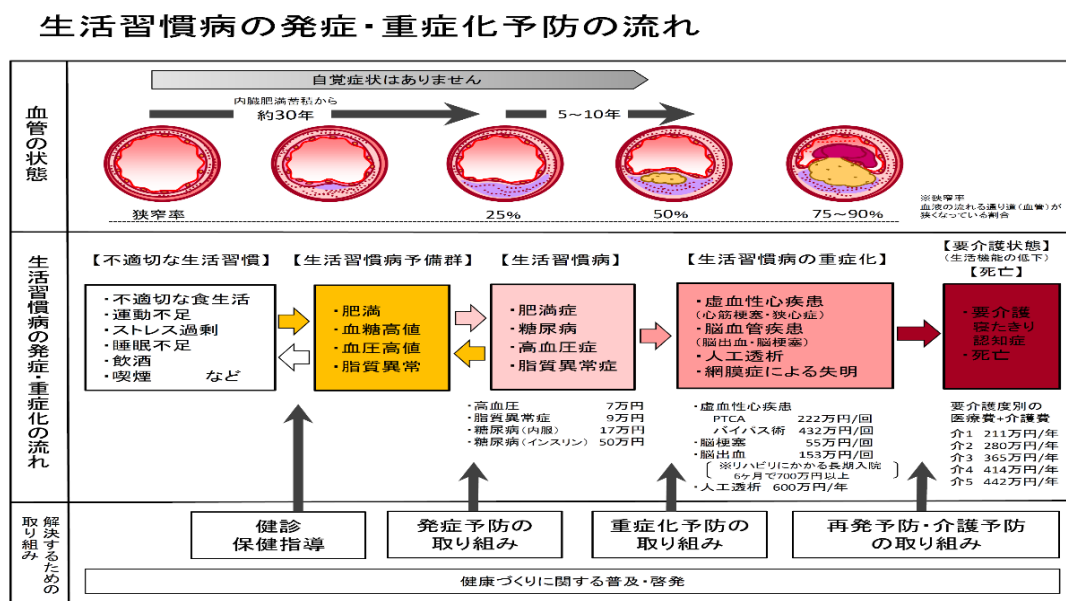 生活習慣病の発症・重症化予防の流れ
血管の状態
自覚症状はありません
内臓肥満蓄積から
約30年
5～10年
狭窄率
25%
50%
75～90%
※狭窄率
血液の流れる通り道(血管)が
狭くなっている割合
生活習慣病の発症・重症化の流れ
【不適切な生活習慣】
・不適切な食生活
・運動不足
・ストレス過剰
・睡眠不足
・飲酒
・喫煙 など
【生活習慣病予備群】
・肥満
・血糖高値
・血圧高値
・脂質異常
【生活習慣病】
・肥満症
・糖尿病
・高血圧症
・脂質異常症
・高血圧 7万円
・脂質異常症 9万円
・糖尿病(内服) 17万円
・糖尿病(インスリン) 50万円
【生活習慣病の重症化】
・虚血性心疾患
(心筋梗塞・狭心症)
・脳血管疾患
(脳出血・脳梗塞)
・人工透析
・網膜症による失明
・虚血性心疾患
PTCA 222万円/回
バイパス術 432万円/回
・脳梗塞 55万円/回
・脳出血 153万円/回
※リハビリにかかる長期入院
6ヶ月で700万円以上
・人工透析 600万円/年
【要介護状態】
(生活機能の低下)
【死亡】
・要介護
寝たきり
認知症
・死亡
要介護度別の
医療費+介護費
介1 211万円/年
介2 280万円/年
介3 365万円/年
介4 414万円/年
介5 442万円/年
解決するための
取り組み
健診
保健指導
発症予防の
取り組み
重症化予防の
取り組み
再発予防・介護予防
の取り組み
健康づくりに関する普及・啓発